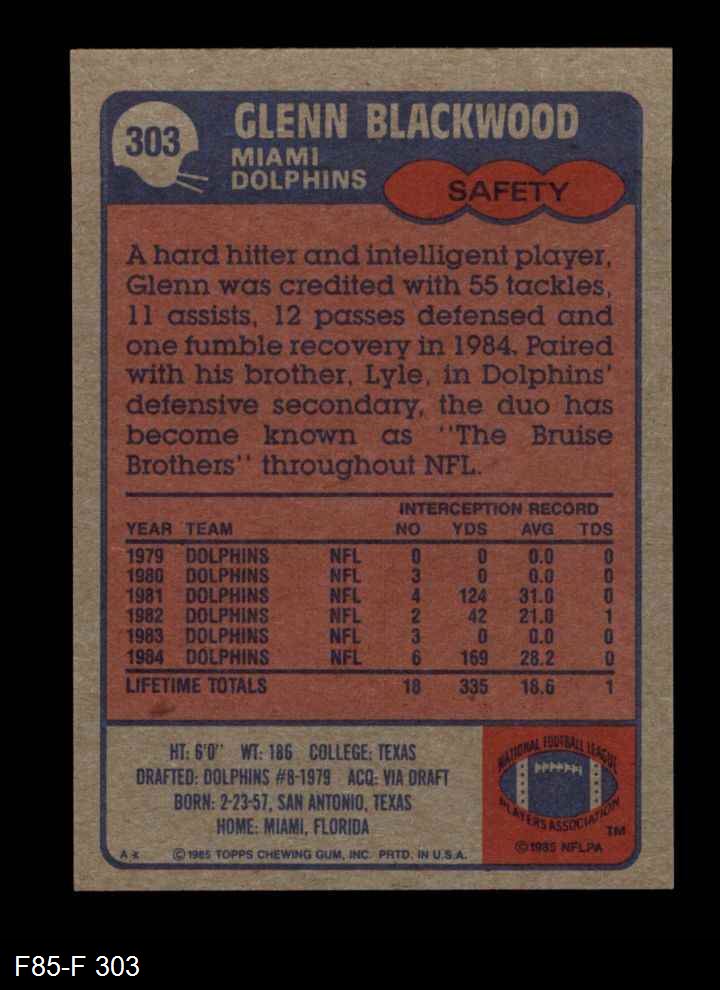 303
GLENN BLACKWOOD
MIAMI
DOLPHINS
SAFETY
A hard hitter and intelligent player,
Glenn was credited with 55 tackles,
11 assists, 12 passes defensed and
one fumble recovery in 1984. Paired
with his brother, Lyle, in Dolphins'
defensive secondary, the duo has
become known as ''The Bruise
Brothers'' throughout NFL.
INTERCEPTION RECORD
YEAR TEAM NO YDS AVG TDS
1979 DOLPHINS NFL 0 0 0.0 0
1980 DOLPHINS NFL 3 0 0.0 0
1981 DOLPHINS NFL 4 124 31.0 0
1982 DOLPHINS NFL 2 42 21.0 1
1983 DOLPHINS NFL 3 0 0.0 0
1984 DOLPHINS NFL 6 169 28.2 0
LIFETIME TOTALS 18 335 18.6 1
HT: 6'0'' WT: 186 COLLEGE: TEXAS
DRAFTED: DOLPHINS #8-1979 ACQ: VIA DRAFT
BORN: 2-23-57, SAN ANTONIO, TEXAS
HOME: MIAMI, FLORIDA
A* ©1985 TOPPS CHEWING GUM, INC. PRTD. IN U.S.A.
NATIONAL FOOTBALL LEAGUE
PLAYERS ASSOCIATION
TM
©1985 NFLPA
F85-F 303